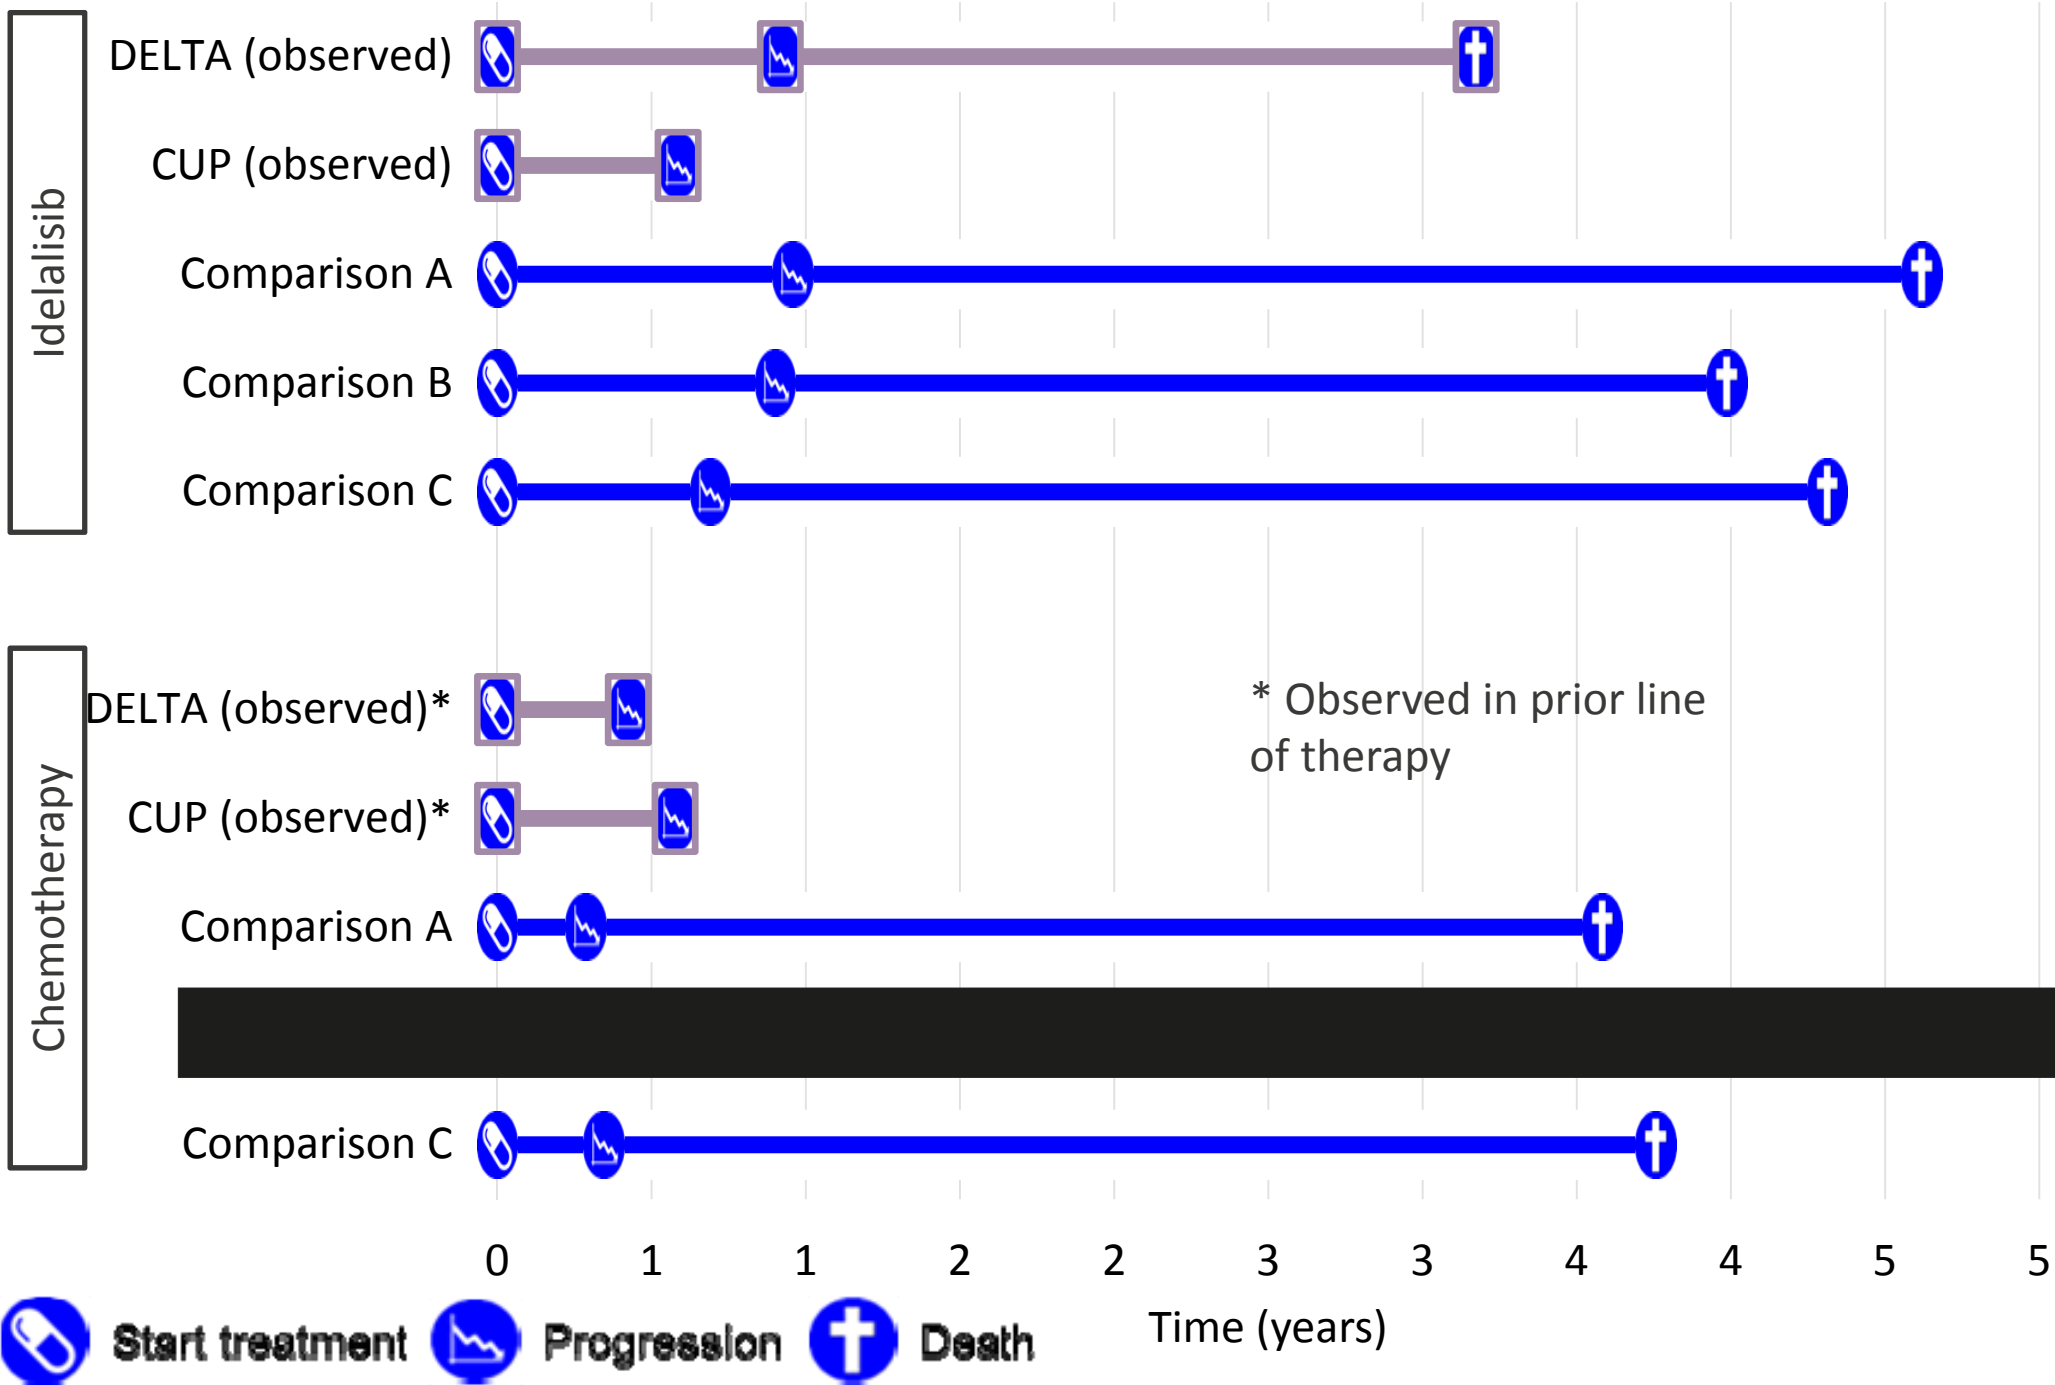 Idelalisib
DELTA (observed)
CUP (observed)
Comparison A
Comparison B
Comparison C
Chemotherapy
DELTA (observed)*
CUP (observed)*
Comparison A
Comparison C
* Observed in prior line
of therapy
0 1 1 2 2 3 3 4 4 5 5
Time (years)
Start treatment Progression Death